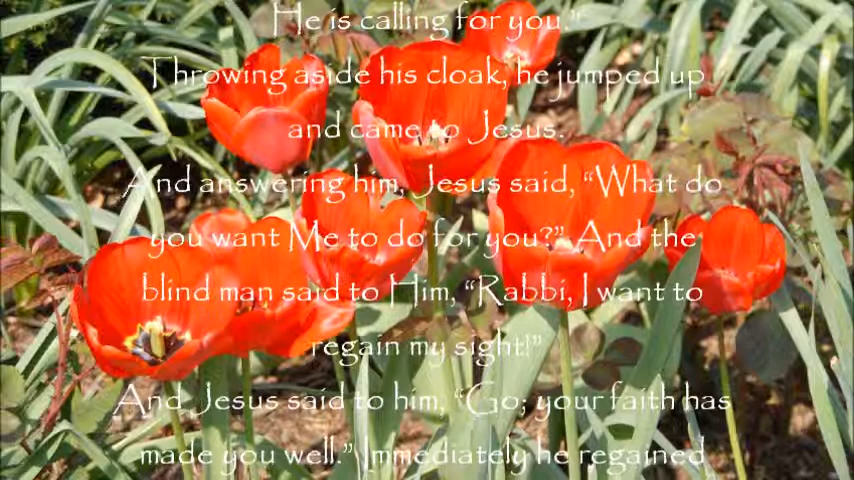 He is calling for you.”
Throwing aside his cloak, he jumped up
and came to Jesus.
And answering him, Jesus said, “What do
you want Me to do for you?” And the
blind man said to Him, “Rabbi, I want to
regain my sight!”
And Jesus said to him, “Go; your faith has
made you well.” Immediately he regained